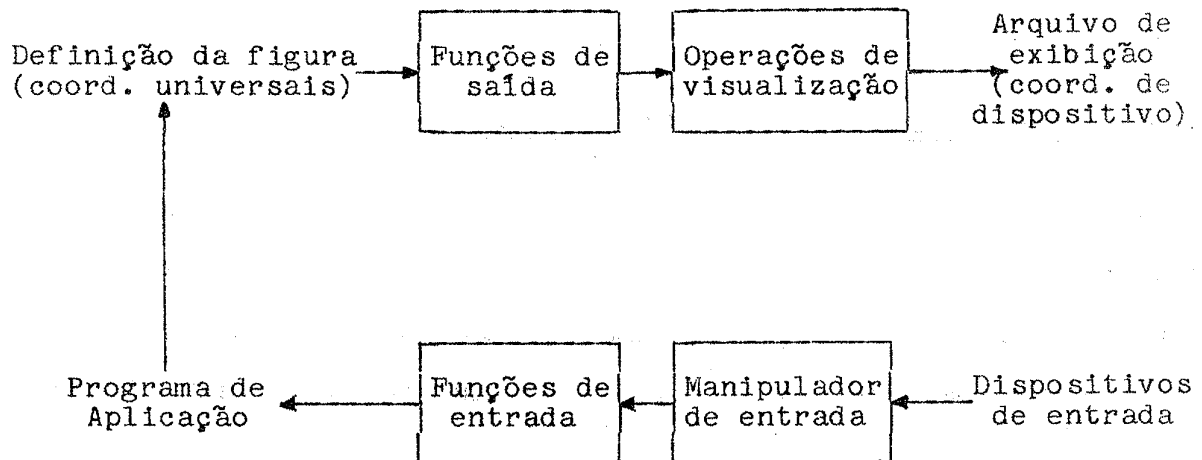 Definição da figura
(coord. universais)
Funções de
saída
Operações de
visualização
Arquivo de
exibição
(coord. de
dispositivo)
Programa de
Aplicação
Funções de
entrada
Manipulador
de entrada
Dispositivos
de entrada